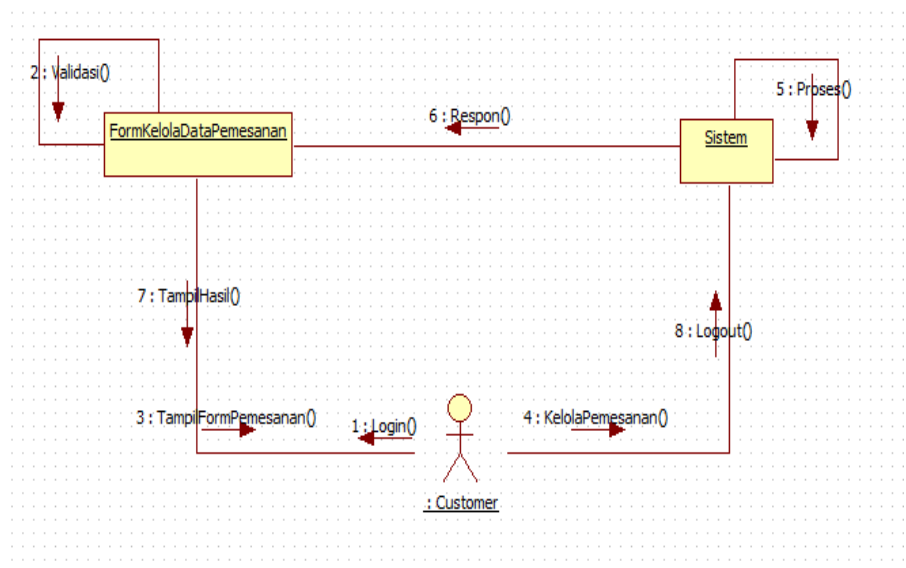 2 : Validasi()
5 : Proses()
6 : Respon()
FormKelolaDataPemesanan
Sistem
7 : TampilHasil()
8 : Logout()
3 : TampilFormPemesanan()
1 : Login()
4 : KelolaPemesanan()
: Customer